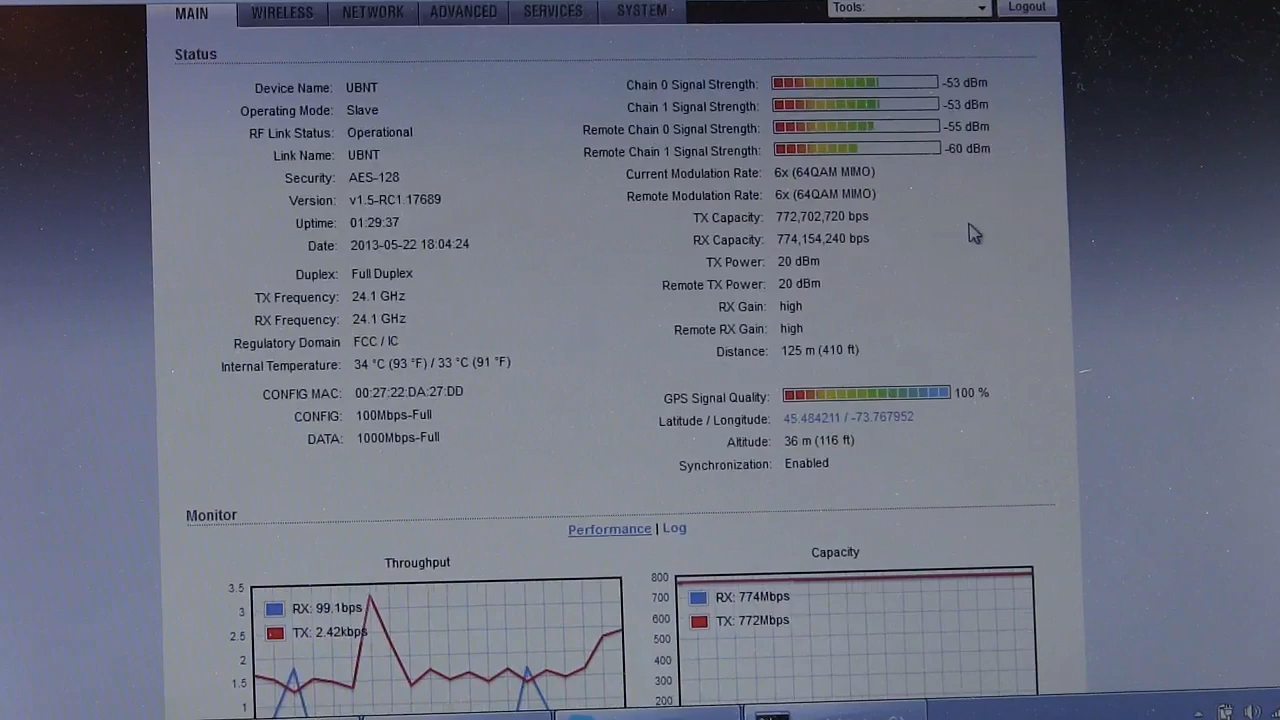 MAIN WIRELESS NETWORK ADVANCED SERVICES SYSTEM Tools: Logout
Status
Device Name: UBNT
Operating Mode: Slave
RF Link Status: Operational
Link Name: UBNT
Security: AES-128
Version: v1.5-RC1.17689
Uptime: 01:29:37
Date: 2013-05-22 18:04:24
Duplex: Full Duplex
TX Frequency: 24.1 GHz
RX Frequency: 24.1 GHz
Regulatory Domain FCC / IC
Internal Temperature: 34 °C (93 °F) / 33 °C (91 °F)
CONFIG MAC: 00:27:22:DA:27:DD
CONFIG: 100Mbps-Full
DATA: 1000Mbps-Full
Chain 0 Signal Strength: -53 dBm
Chain 1 Signal Strength: -53 dBm
Remote Chain 0 Signal Strength: -55 dBm
Remote Chain 1 Signal Strength: -60 dBm
Current Modulation Rate: 6x (64QAM MIMO)
Remote Modulation Rate: 6x (64QAM MIMO)
TX Capacity: 772,702,720 bps
RX Capacity: 774,154,240 bps
TX Power: 20 dBm
Remote TX Power: 20 dBm
RX Gain: high
Remote RX Gain: high
Distance: 125 m (410 ft)
GPS Signal Quality: 100 %
Latitude / Longitude: 45.484211 / -73.767952
Altitude: 36 m (116 ft)
Synchronization: Enabled
Monitor
Performance | Log
Throughput
3.5
3
2.5
2
1.5
1
RX: 99.1bps
TX: 2.42kbps
Capacity
800
700
600
500
400
300
200
RX: 774Mbps
TX: 772Mbps